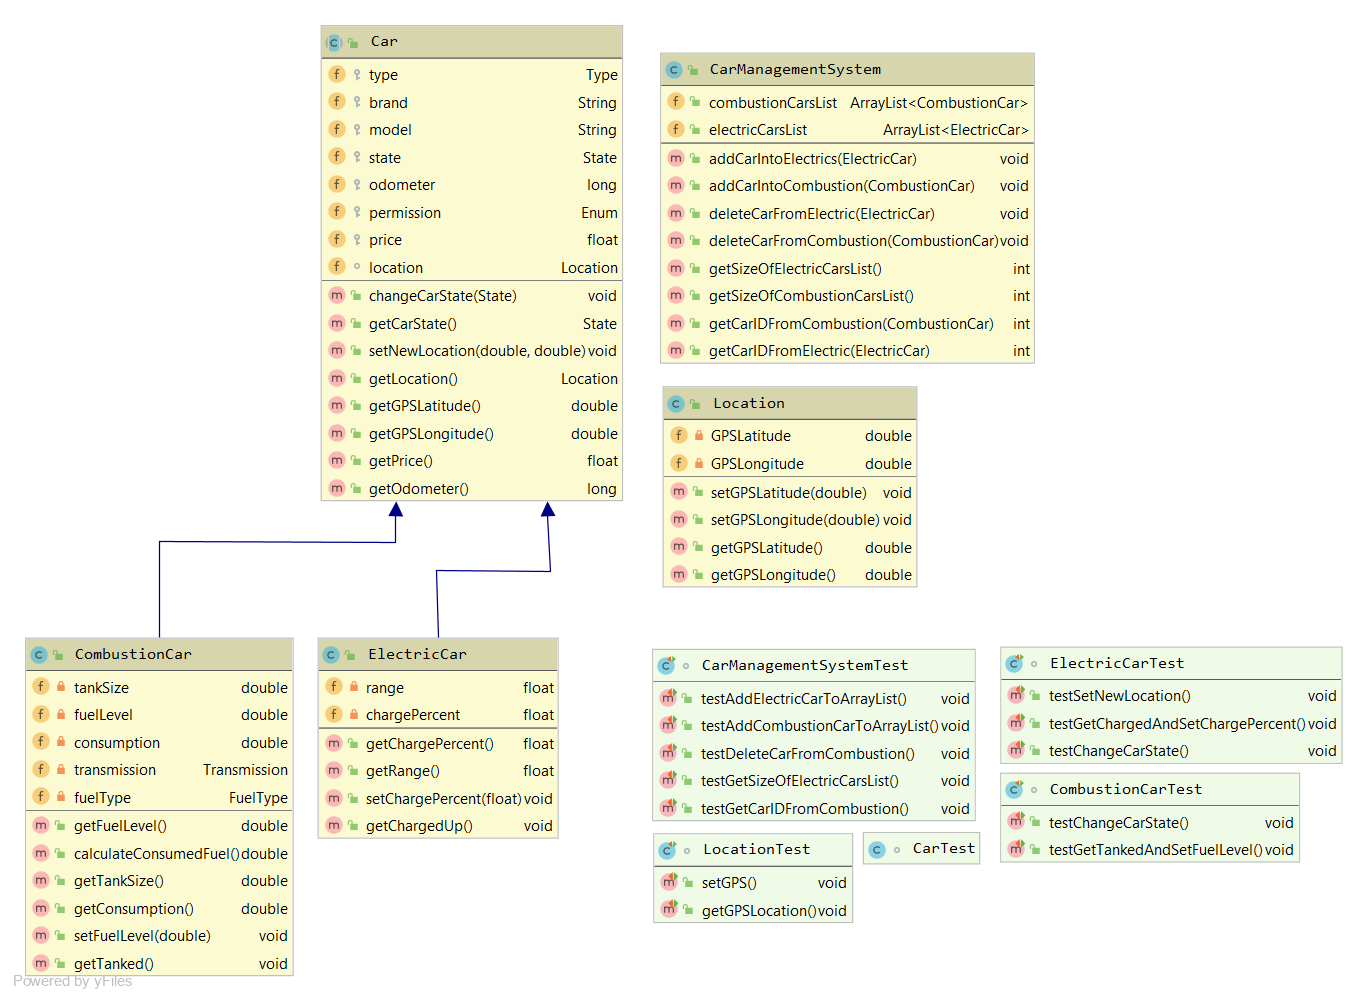 Car
type Type
brand String
model String
state State
odometer long
permission Enum
price float
location Location
changeCarState(State) void
getCarState() State
setNewLocation(double, double) void
getLocation() Location
getGPSLatitude() double
getGPSLongitude() double
getPrice() float
getOdometer() long
CarManagementSystem
combustionCarsList ArrayList<CombustionCar>
electricCarsList ArrayList<ElectricCar>
addCarIntoElectrics(ElectricCar) void
addCarIntoCombustion(CombustionCar) void
deleteCarFromElectric(ElectricCar) void
deleteCarFromCombustion(CombustionCar) void
getSizeOfElectricCarsList() int
getSizeOfCombustionCarsList() int
getCarIDFromCombustion(CombustionCar) int
getCarIDFromElectric(ElectricCar) int
Location
GPSLatitude double
GPSLongitude double
setGPSLatitude(double) void
setGPSLongitude(double) void
getGPSLatitude() double
getGPSLongitude() double
CombustionCar
tankSize double
fuelLevel double
consumption double
transmission Transmission
fuelType FuelType
getFuelLevel() double
calculateConsumedFuel() double
getTankSize() double
getConsumption() double
setFuelLevel(double) void
getTanked() void
ElectricCar
range float
chargePercent float
getChargePercent() float
getRange() float
setChargePercent(float) void
getChargedUp() void
CarManagementSystemTest
testAddElectricCarToArrayList() void
testAddCombustionCarToArrayList() void
testDeleteCarFromCombustion() void
testGetSizeOfElectricCarsList() void
testGetCarIDFromCombustion() void
ElectricCarTest
testSetNewLocation() void
testGetChargedAndSetChargePercent() void
testChangeCarState() void
CombustionCarTest
testChangeCarState() void
testGetTankedAndSetFuelLevel() void
LocationTest
setGPS() void
getGPSLocation() void
CarTest
Powered by yFiles